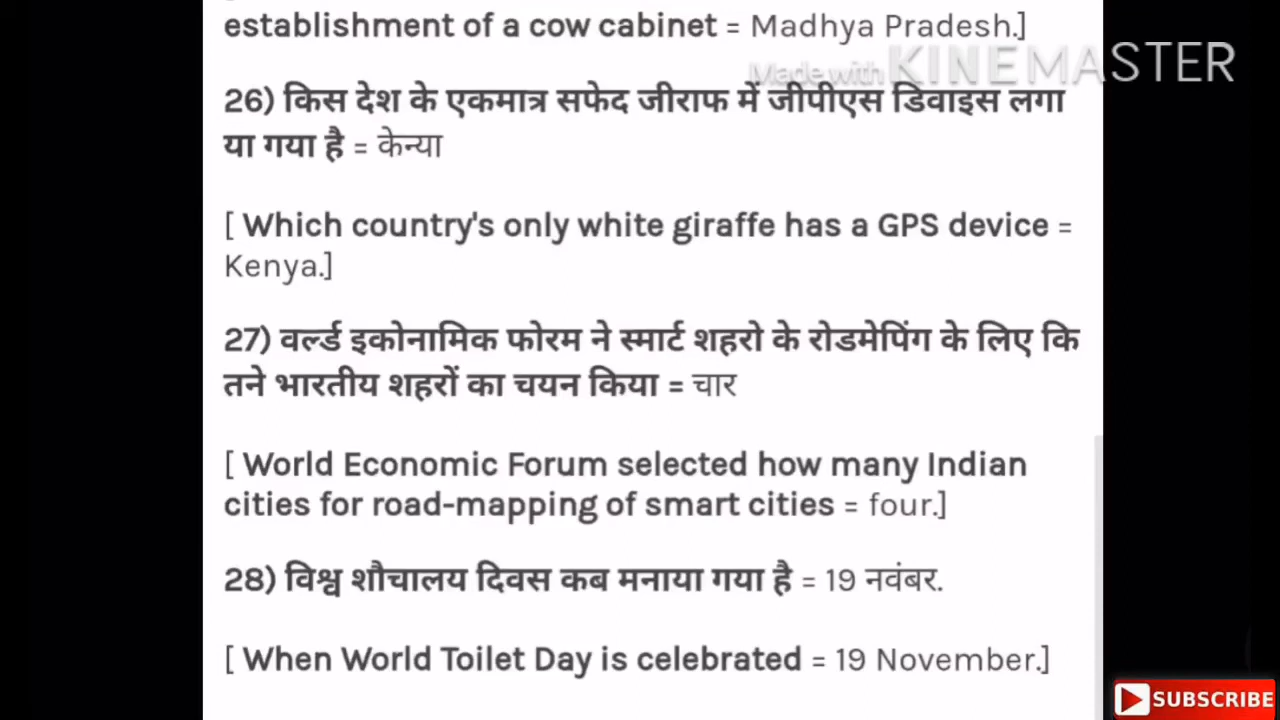 establishment of a cow cabinet = Madhya Pradesh.]
Made with KINEMASTER
26) किस देश के एकमात्र सफेद जीराफ में जीपीएस डिवाइस लगा
या गया है = केन्या
[ Which country's only white giraffe has a GPS device =
Kenya.]
27) वर्ल्ड इकोनामिक फोरम ने स्मार्ट शहरो के रोडमेपिंग के लिए कि
तने भारतीय शहरों का चयन किया = चार
[ World Economic Forum selected how many Indian
cities for road-mapping of smart cities = four.]
28) विश्व शौचालय दिवस कब मनाया गया है = 19 नवंबर.
[ When World Toilet Day is celebrated = 19 November.]
SUBSCRIBE